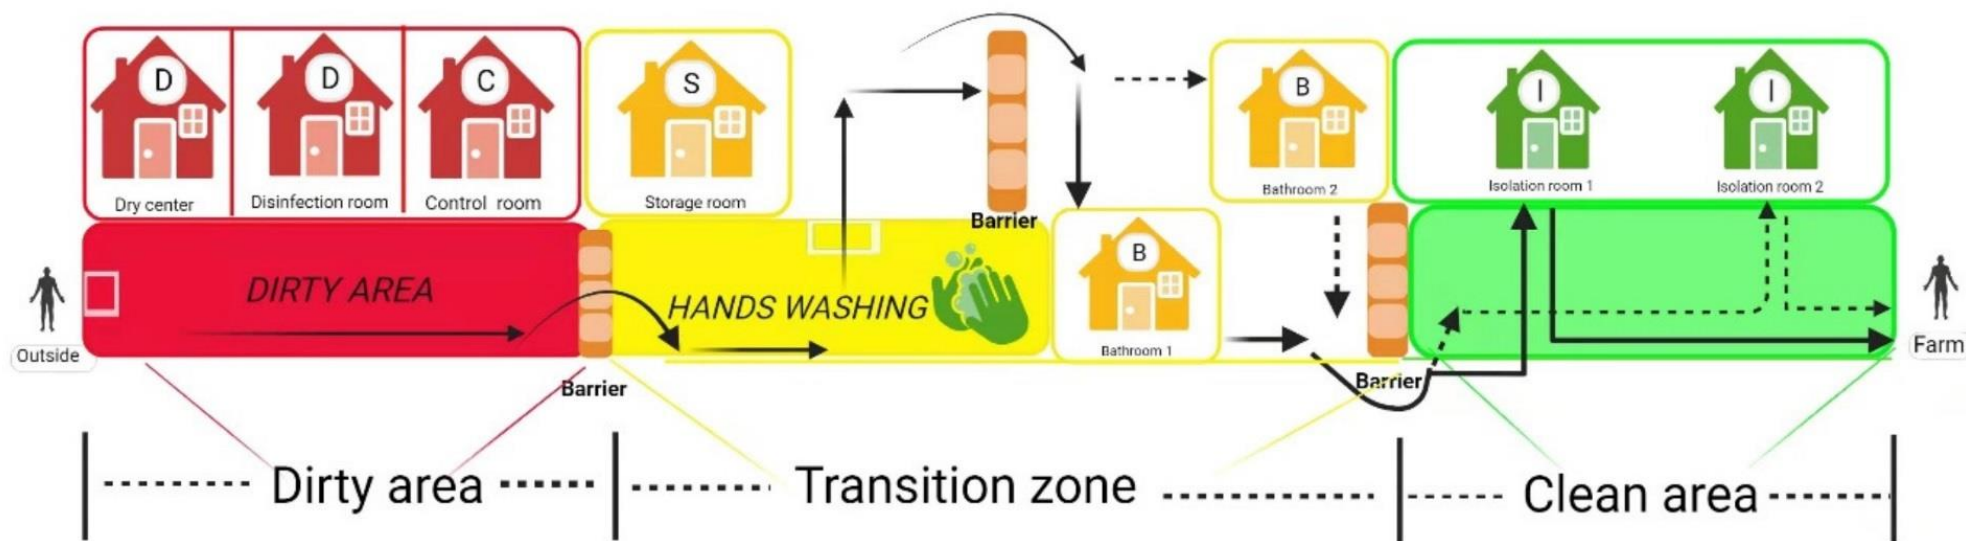 D
D
C
S
B
I
I
Dry center
Disinfection room
Control room
Storage room
Barrier
Bathroom 2
Isolation room 1
Isolation room 2
DIRTY AREA
HANDS WASHING
B
Bathroom 1
Outside
Farm
Barrier
Barrier
Dirty area
Transition zone
Clean area